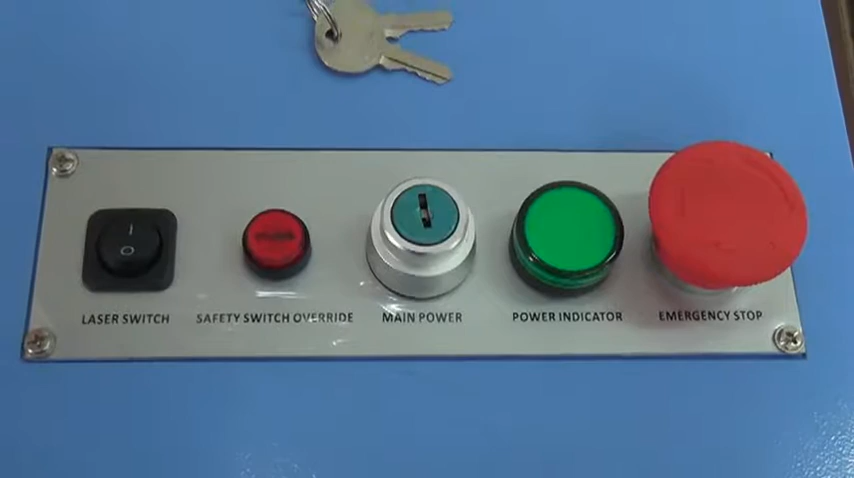 LASER SWITCH
SAFETY SWITCH OVERRIDE
MAIN POWER
POWER INDICATOR
EMERGENCY STOP